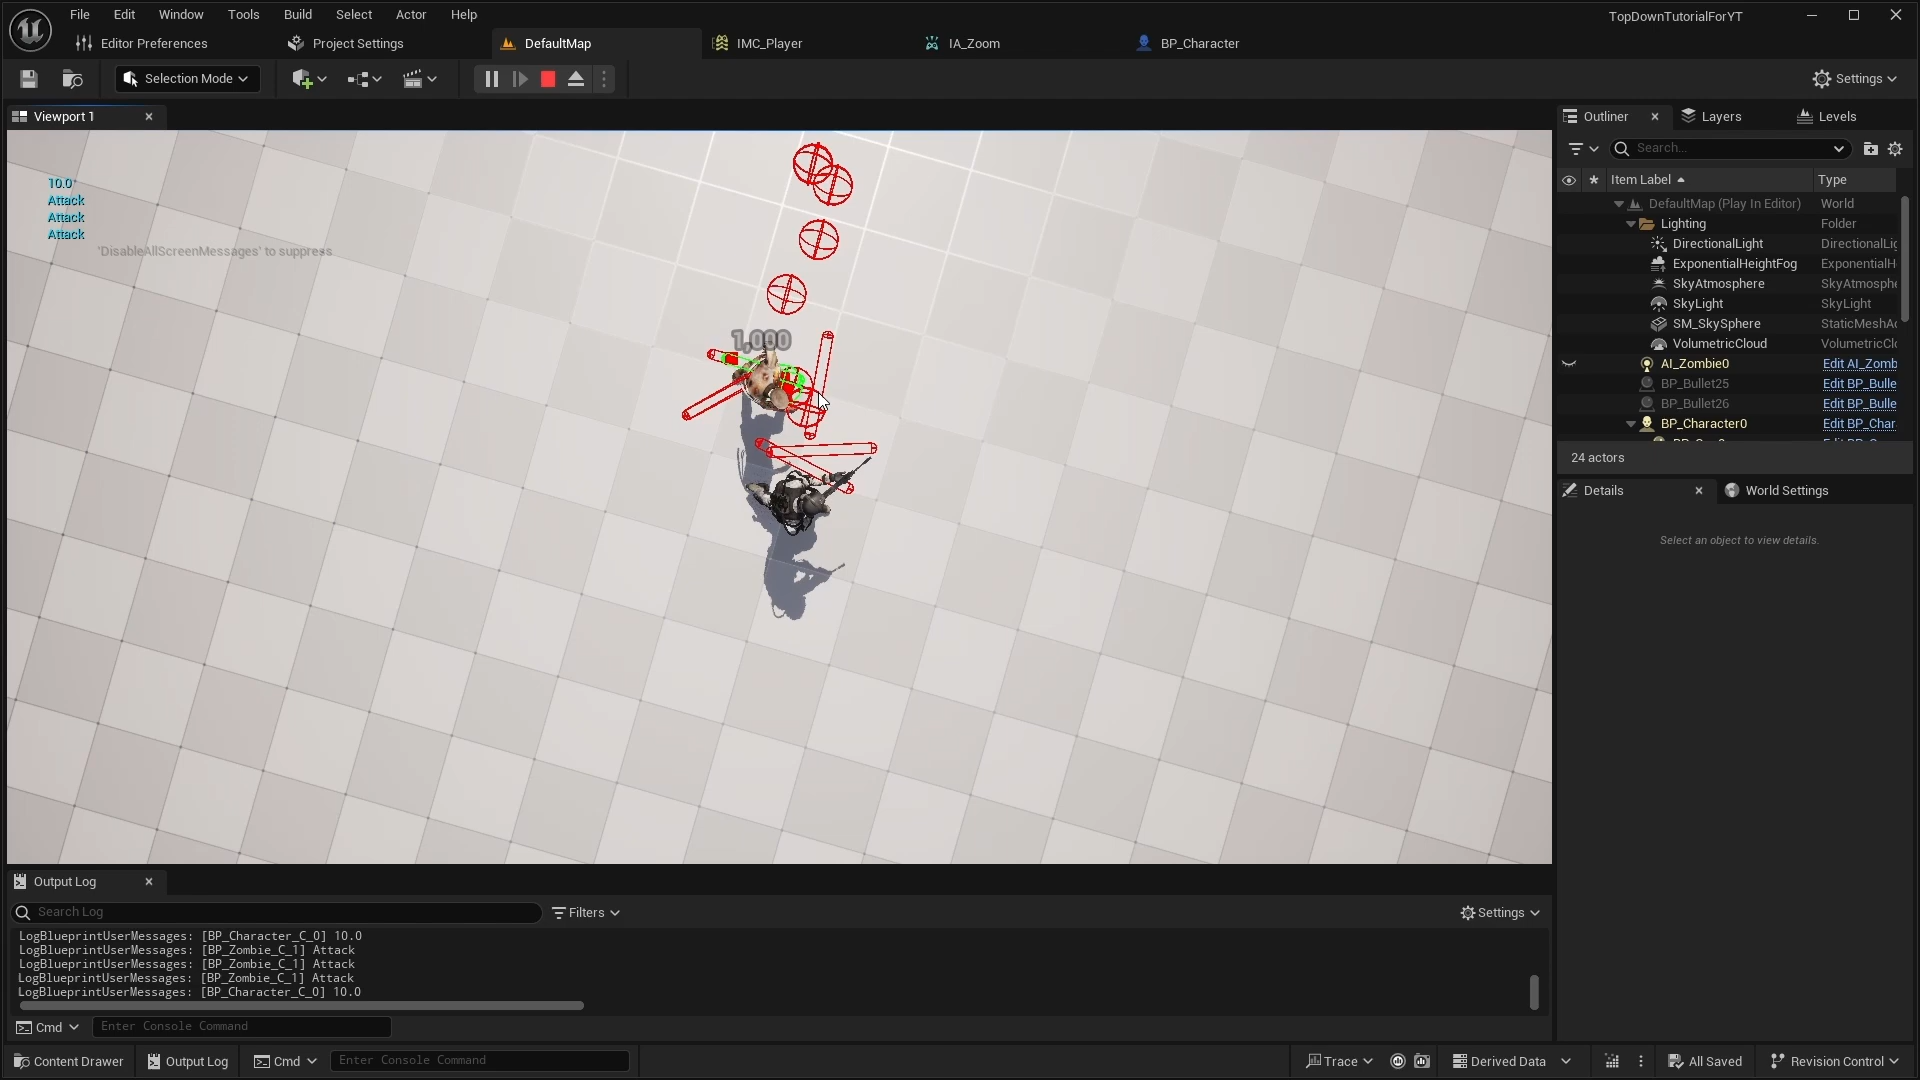 File Edit Window Tools Build Select Actor Help
TopDownTutorialForYT
Editor Preferences
Project Settings
DefaultMap
IMC_Player
IA_Zoom
BP_Character
Selection Mode
Settings
Viewport 1
Outliner
Layers
Levels
Search...
Item Label
Type
DefaultMap (Play In Editor) World
Lighting Folder
DirectionalLight DirectionalLig
ExponentialHeightFog ExponentialH
SkyAtmosphere SkyAtmosphe
SkyLight SkyLight
SM_SkySphere StaticMeshAc
VolumetricCloud VolumetricClo
AI_Zombie0 Edit AI_Zomb
BP_Bullet25 Edit BP_Bulle
BP_Bullet26 Edit BP_Bulle
BP_Character0 Edit BP_Char
24 actors
Details
World Settings
Select an object to view details.
10.0
Attack
Attack
Attack
'DisableAllScreenMessages' to suppress
1,000
Output Log
Search Log
Filters
Settings
LogBlueprintUserMessages: [BP_Character_C_0] 10.0
LogBlueprintUserMessages: [BP_Zombie_C_1] Attack
LogBlueprintUserMessages: [BP_Zombie_C_1] Attack
LogBlueprintUserMessages: [BP_Zombie_C_1] Attack
LogBlueprintUserMessages: [BP_Character_C_0] 10.0
Cmd
Enter Console Command
Content Drawer
Output Log
Cmd
Enter Console Command
Trace
Derived Data
All Saved
Revision Control